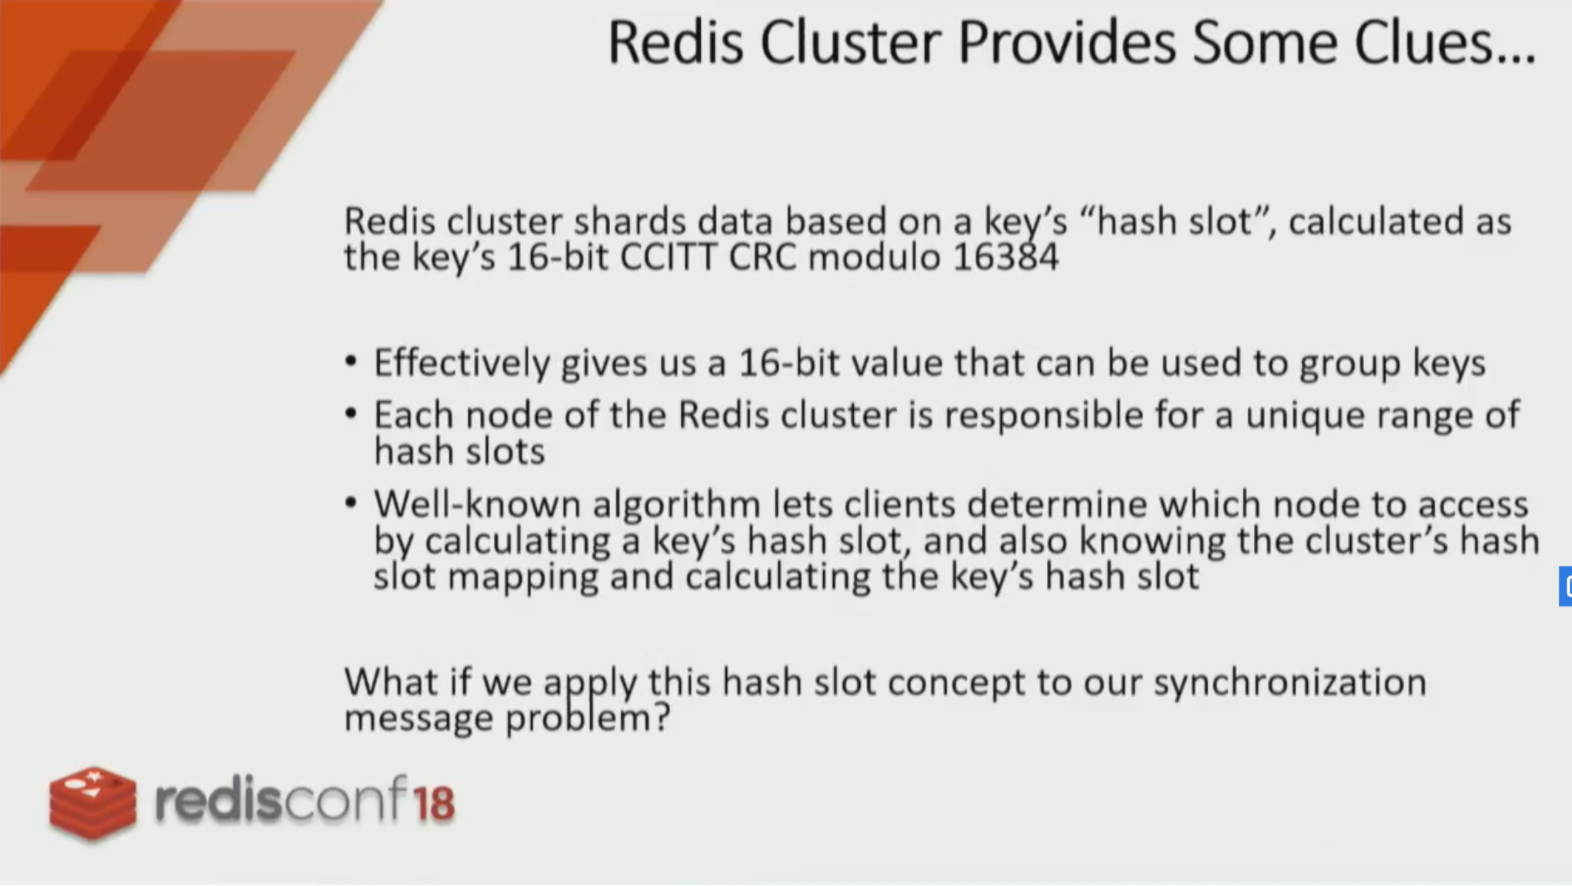 Redis Cluster Provides Some Clues...
Redis cluster shards data based on a key's “hash slot”, calculated as
the key's 16-bit CCITT CRC modulo 16384
• Effectively gives us a 16-bit value that can be used to group keys
• Each node of the Redis cluster is responsible for a unique range of
hash slots
• Well-known algorithm lets clients determine which node to access
by calculating a key's hash slot, and also knowing the cluster's hash
slot mapping and calculating the key's hash slot
What if we apply this hash slot concept to our synchronization
message problem?
redisconf18